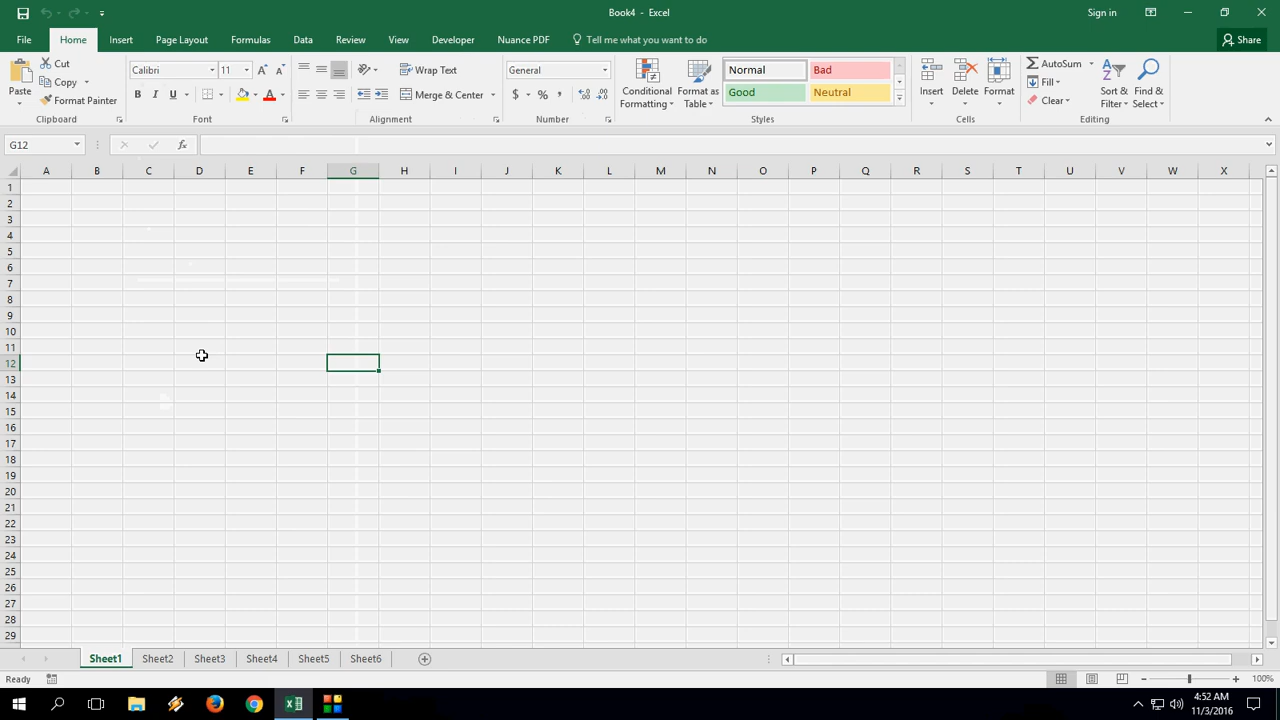 Book4 - Excel
Sign in
File Home Insert Page Layout Formulas Data Review View Developer Nuance PDF Tell me what you want to do Share
Paste
Cut
Copy
Format Painter
Clipboard
Calibri 11
B I U
Font
Wrap Text
Merge & Center
Alignment
General
$ % ,
Number
Conditional Formatting
Format as Table
Normal Bad
Good Neutral
Styles
Insert Delete Format
Cells
AutoSum
Fill
Clear
Sort & Filter
Find & Select
Editing
G12
fx
A B C D E F G H I J K L M N O P Q R S T U V W X
1
2
3
4
5
6
7
8
9
10
11
12
13
14
15
16
17
18
19
20
21
22
23
24
25
26
27
28
29
Sheet1 Sheet2 Sheet3 Sheet4 Sheet5 Sheet6
Ready
100%
4:52 AM
11/3/2016